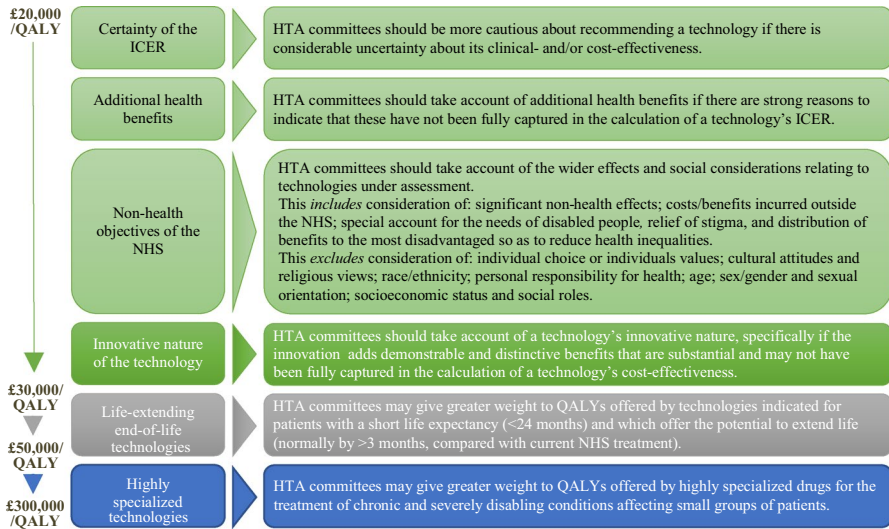 £20,000
/QALY
Certainty of the
ICER
HTA committees should be more cautious about recommending a technology if there is
considerable uncertainty about its clinical- and/or cost-effectiveness.
Additional health
benefits
HTA committees should take account of additional health benefits if there are strong reasons to
indicate that these have not been fully captured in the calculation of a technology's ICER.
Non-health
objectives of the
NHS
HTA committees should take account of the wider effects and social considerations relating to
technologies under assessment.
This includes consideration of: significant non-health effects; costs/benefits incurred outside
the NHS; special account for the needs of disabled people, relief of stigma, and distribution of
benefits to the most disadvantaged so as to reduce health inequalities.
This excludes consideration of: individual choice or individuals values; cultural attitudes and
religious views; race/ethnicity; personal responsibility for health; age; sex/gender and sexual
orientation; socioeconomic status and social roles.
Innovative nature
of the technology
HTA committees should take account of a technology's innovative nature, specifically if the
innovation adds demonstrable and distinctive benefits that are substantial and may not have
been fully captured in the calculation of a technology's cost-effectiveness.
£30,000/
QALY
Life-extending
end-of-life
technologies
HTA committees may give greater weight to QALYs offered by technologies indicated for
patients with a short life expectancy (<24 months) and which offer the potential to extend life
(normally by >3 months, compared with current NHS treatment).
£50,000/
QALY
Highly
specialized
technologies
HTA committees may give greater weight to QALYs offered by highly specialized drugs for the
treatment of chronic and severely disabling conditions affecting small groups of patients.
£300,000
/QALY